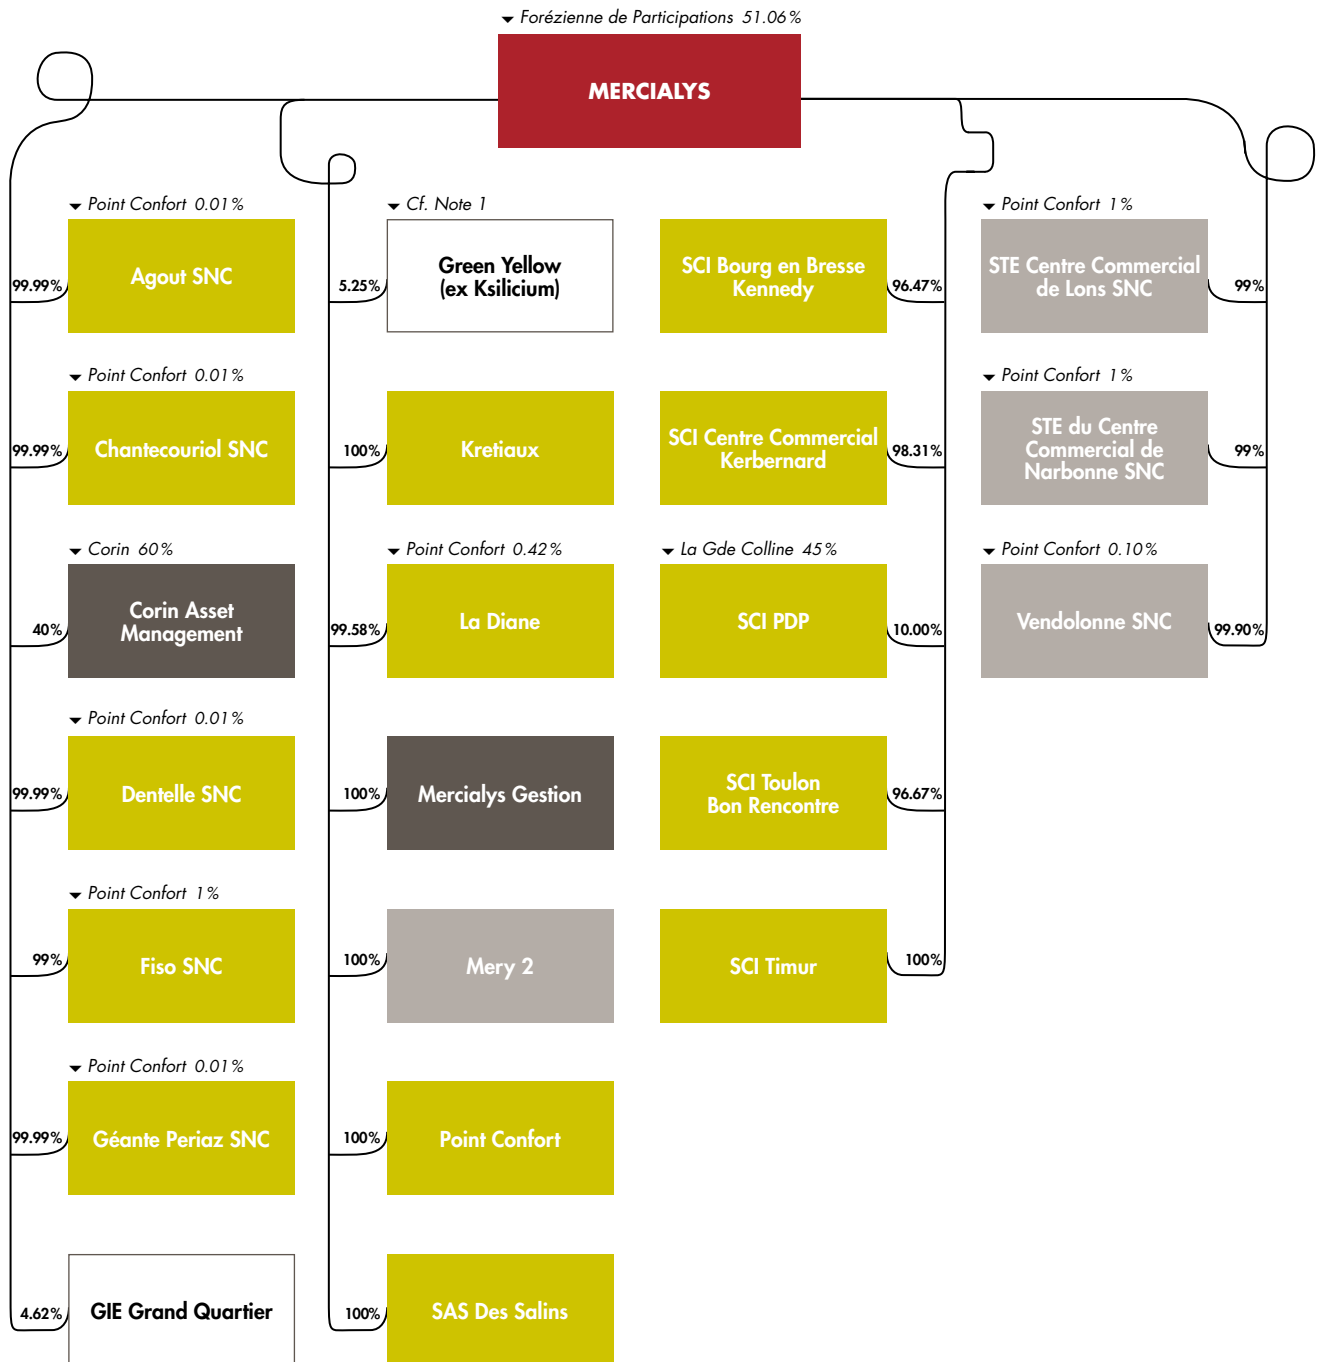 Forézienne de Participations 51.06%
MERCIALYS
Point Confort 0.01%
99.99%
Agout SNC
Point Confort 0.01%
99.99%
Chantecouriol SNC
Corin 60%
40%
Corin Asset
Management
Point Confort 0.01%
99.99%
Dentelle SNC
Point Confort 1%
99%
Fiso SNC
Point Confort 0.01%
99.99%
Géante Periaz SNC
4.62%
GIE Grand Quartier
Cf. Note 1
5.25%
Green Yellow
(ex Ksilicium)
100%
Kretiaux
Point Confort 0.42%
99.58%
La Diane
100%
Mercialys Gestion
100%
Mery 2
100%
Point Confort
100%
SAS Des Salins
SCI Bourg en Bresse
Kennedy
96.47%
SCI Centre Commercial
Kerbernard
98.31%
La Gde Colline 45%
SCI PDP
10.00%
SCI Toulon
Bon Rencontre
96.67%
SCI Timur
100%
Point Confort 1%
STE Centre Commercial
de Lons SNC
99%
Point Confort 1%
STE du Centre
Commercial de
Narbonne SNC
99%
Point Confort 0.10%
Vendolonne SNC
99.90%